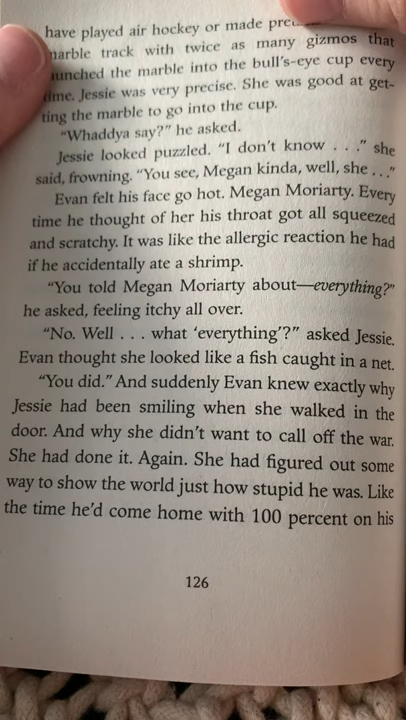 have played air hockey or made
marble track with twice as many gizmos that
launched the marble into the bull's-eye cup every
time. Jessie was very precise. She was good at get-
ting the marble to go into the cup.
"Whaddya say?" he asked.
Jessie looked puzzled. "I don't know . . ." she
said, frowning. "You see, Megan kinda, well, she . . ."
Evan felt his face go hot. Megan Moriarty. Every
time he thought of her his throat got all squeezed
and scratchy. It was like the allergic reaction he had
if he accidentally ate a shrimp.
"You told Megan Moriarty about—everything?"
he asked, feeling itchy all over.
"No. Well . . . what 'everything'?" asked Jessie.
Evan thought she looked like a fish caught in a net.
"You did." And suddenly Evan knew exactly why
Jessie had been smiling when she walked in the
door. And why she didn't want to call off the war.
She had done it. Again. She had figured out some
way to show the world just how stupid he was. Like
the time he'd come home with 100 percent on his
126